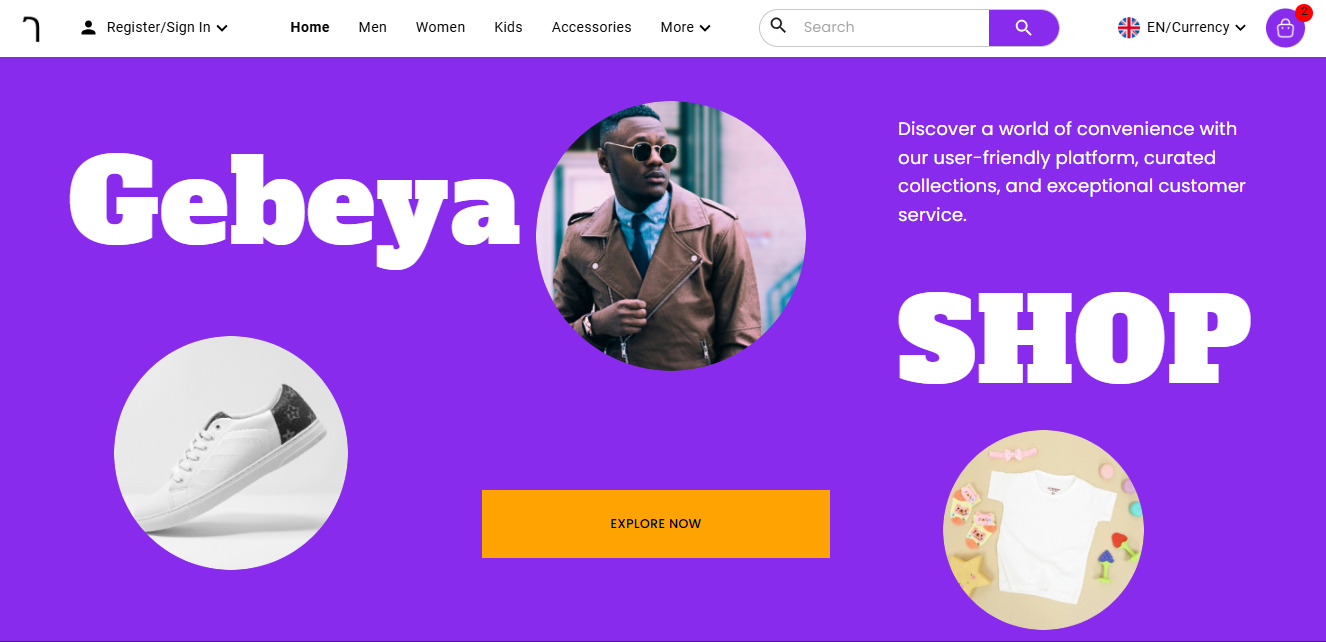 Register/Sign In
Home
Men
Women
Kids
Accessories
More
Search
EN/Currency
2
Gebeya
Discover a world of convenience with
our user-friendly platform, curated
collections, and exceptional customer
service.
SHOP
EXPLORE NOW